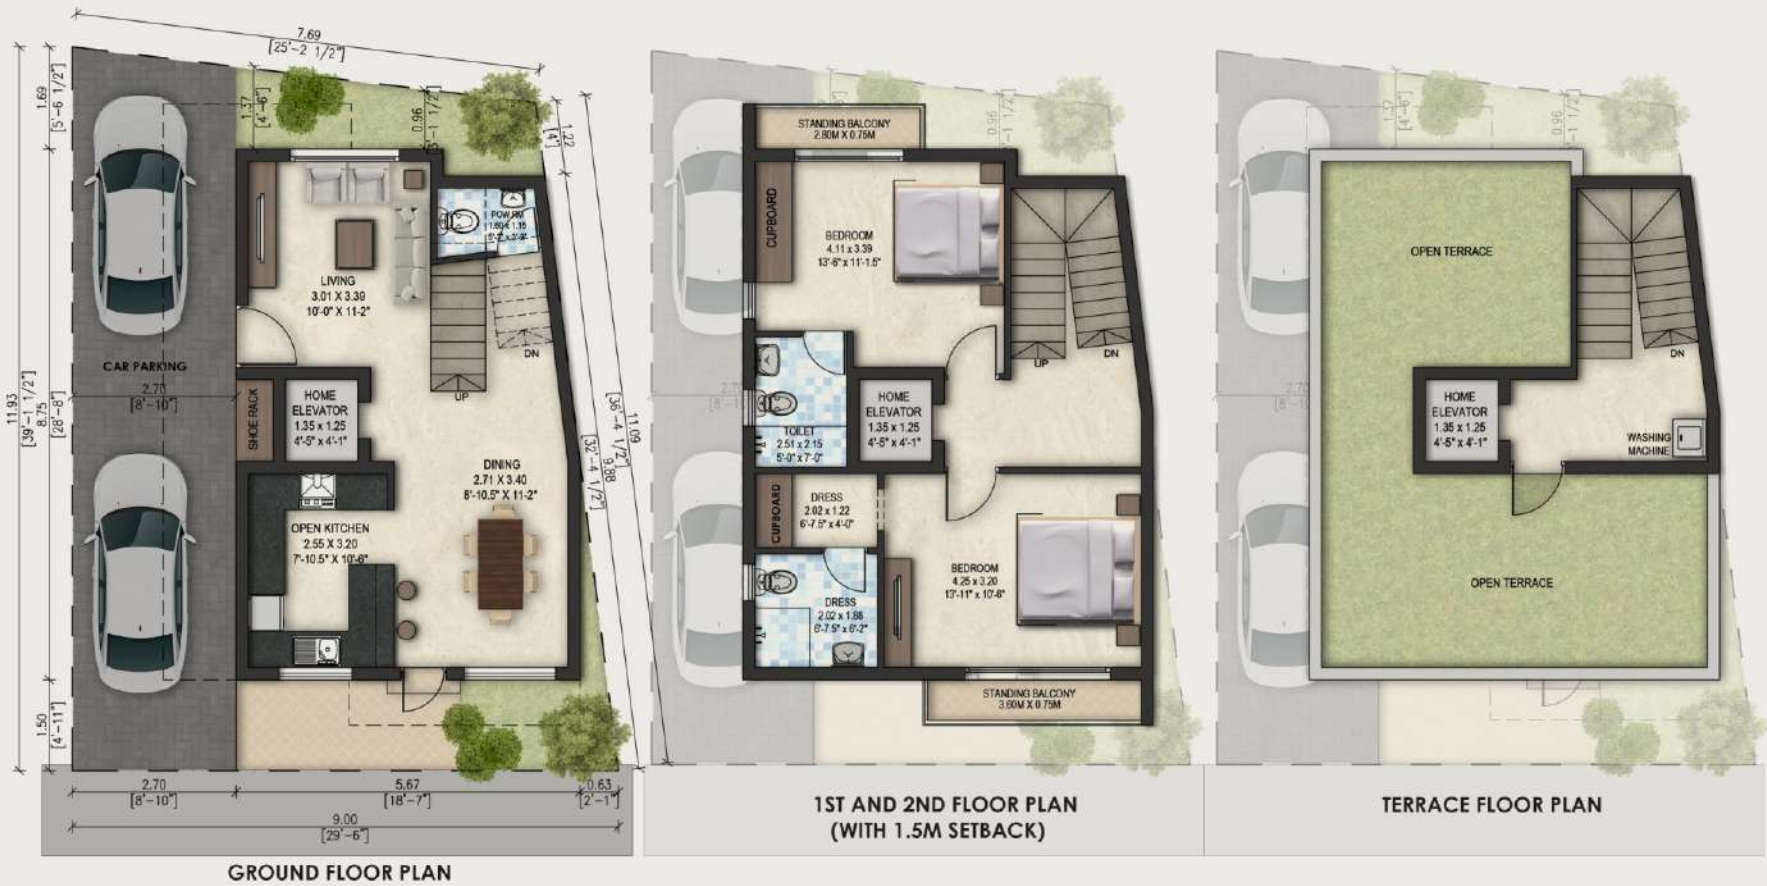 7.69
[25'-2 1/2"]
11.93
[39'-1 1/2"]
1.69
[5'-6 1/2"]
8.75
[28'-8"]
1.50
[4'-11"]
1.37
[4'-6"]
0.96
1.22
[4']
11.09
[36'-4 1/2"]
9.88
[32'-4 1/2"]
POW.RM
LIVING
3.01 X 3.39
10'-0" X 11'-2"
DN
UP
CAR PARKING
2.70
[8'-10"]
SHOE RACK
HOME
ELEVATOR
1.35 x 1.25
4'-5" x 4'-1"
DINING
2.71 X 3.40
8'-10.5" X 11'-2"
OPEN KITCHEN
2.55 X 3.20
7'-10.5" X 10'-6"
2.70
[8'-10"]
5.67
[18'-7"]
0.63
[2'-1"]
9.00
[29'-6"]
GROUND FLOOR PLAN
STANDING BALCONY
2.80M X 0.75M
0.96
CUPBOARD
BEDROOM
4.11 x 3.39
13'-6" x 11'-1.5"
UP
DN
TOILET
2.51 x 2.15
5'-0" x 7'-0"
HOME
ELEVATOR
1.35 x 1.25
4'-5" x 4'-1"
CUPBOARD
DRESS
2.02 x 1.22
6'-7.5" x 4'-0"
BEDROOM
4.25 x 3.20
13'-11" x 10'-6"
DRESS
2.02 x 1.88
6'-7.5" x 6'-2"
STANDING BALCONY
3.60M X 0.75M
1ST AND 2ND FLOOR PLAN
(WITH 1.5M SETBACK)
1.37
[4'-6"]
0.96
OPEN TERRACE
DN
HOME
ELEVATOR
1.35 x 1.25
4'-5" x 4'-1"
WASHING
MACHINE
OPEN TERRACE
TERRACE FLOOR PLAN